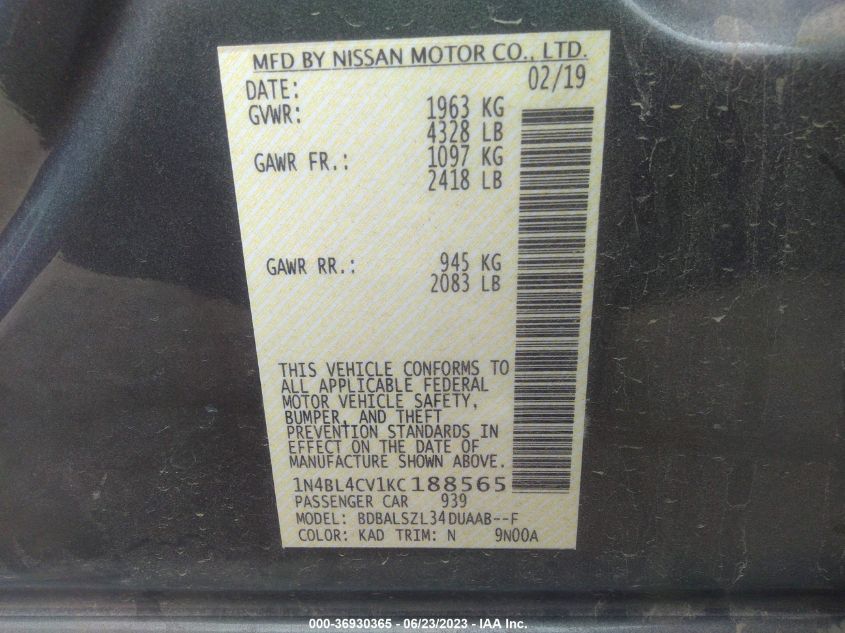 MFD BY NISSAN MOTOR CO., LTD.
DATE: 02/19
GVWR: 1963 KG
4328 LB
GAWR FR.: 1097 KG
2418 LB
GAWR RR.: 945 KG
2083 LB
THIS VEHICLE CONFORMS TO
ALL APPLICABLE FEDERAL
MOTOR VEHICLE SAFETY,
BUMPER, AND THEFT
PREVENTION STANDARDS IN
EFFECT ON THE DATE OF
MANUFACTURE SHOWN ABOVE.
1N4BL4CV1KC188565
PASSENGER CAR 939
MODEL: BDBALSZL34DUAAB--F
COLOR: KAD TRIM: N 9N00A
000-36930365 - 06/23/2023 - IAA Inc.